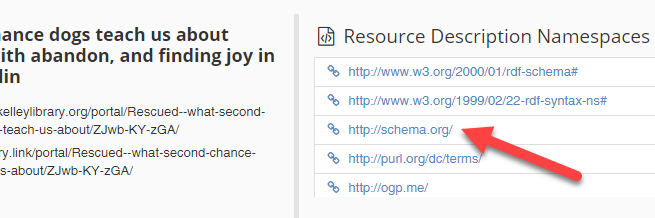 ance dogs teach us about
ith abandon, and finding joy in
lin
kelleylibrary.org/portal/Rescued--what-second-
-teach-us-about/ZJwb-KY-zGA/
ry.link/portal/Rescued--what-second-chance-
s-about/ZJwb-KY-zGA/
Resource Description Namespaces
http://www.w3.org/2000/01/rdf-schema#
http://www.w3.org/1999/02/22-rdf-syntax-ns#
http://schema.org/
http://purl.org/dc/terms/
http://ogp.me/